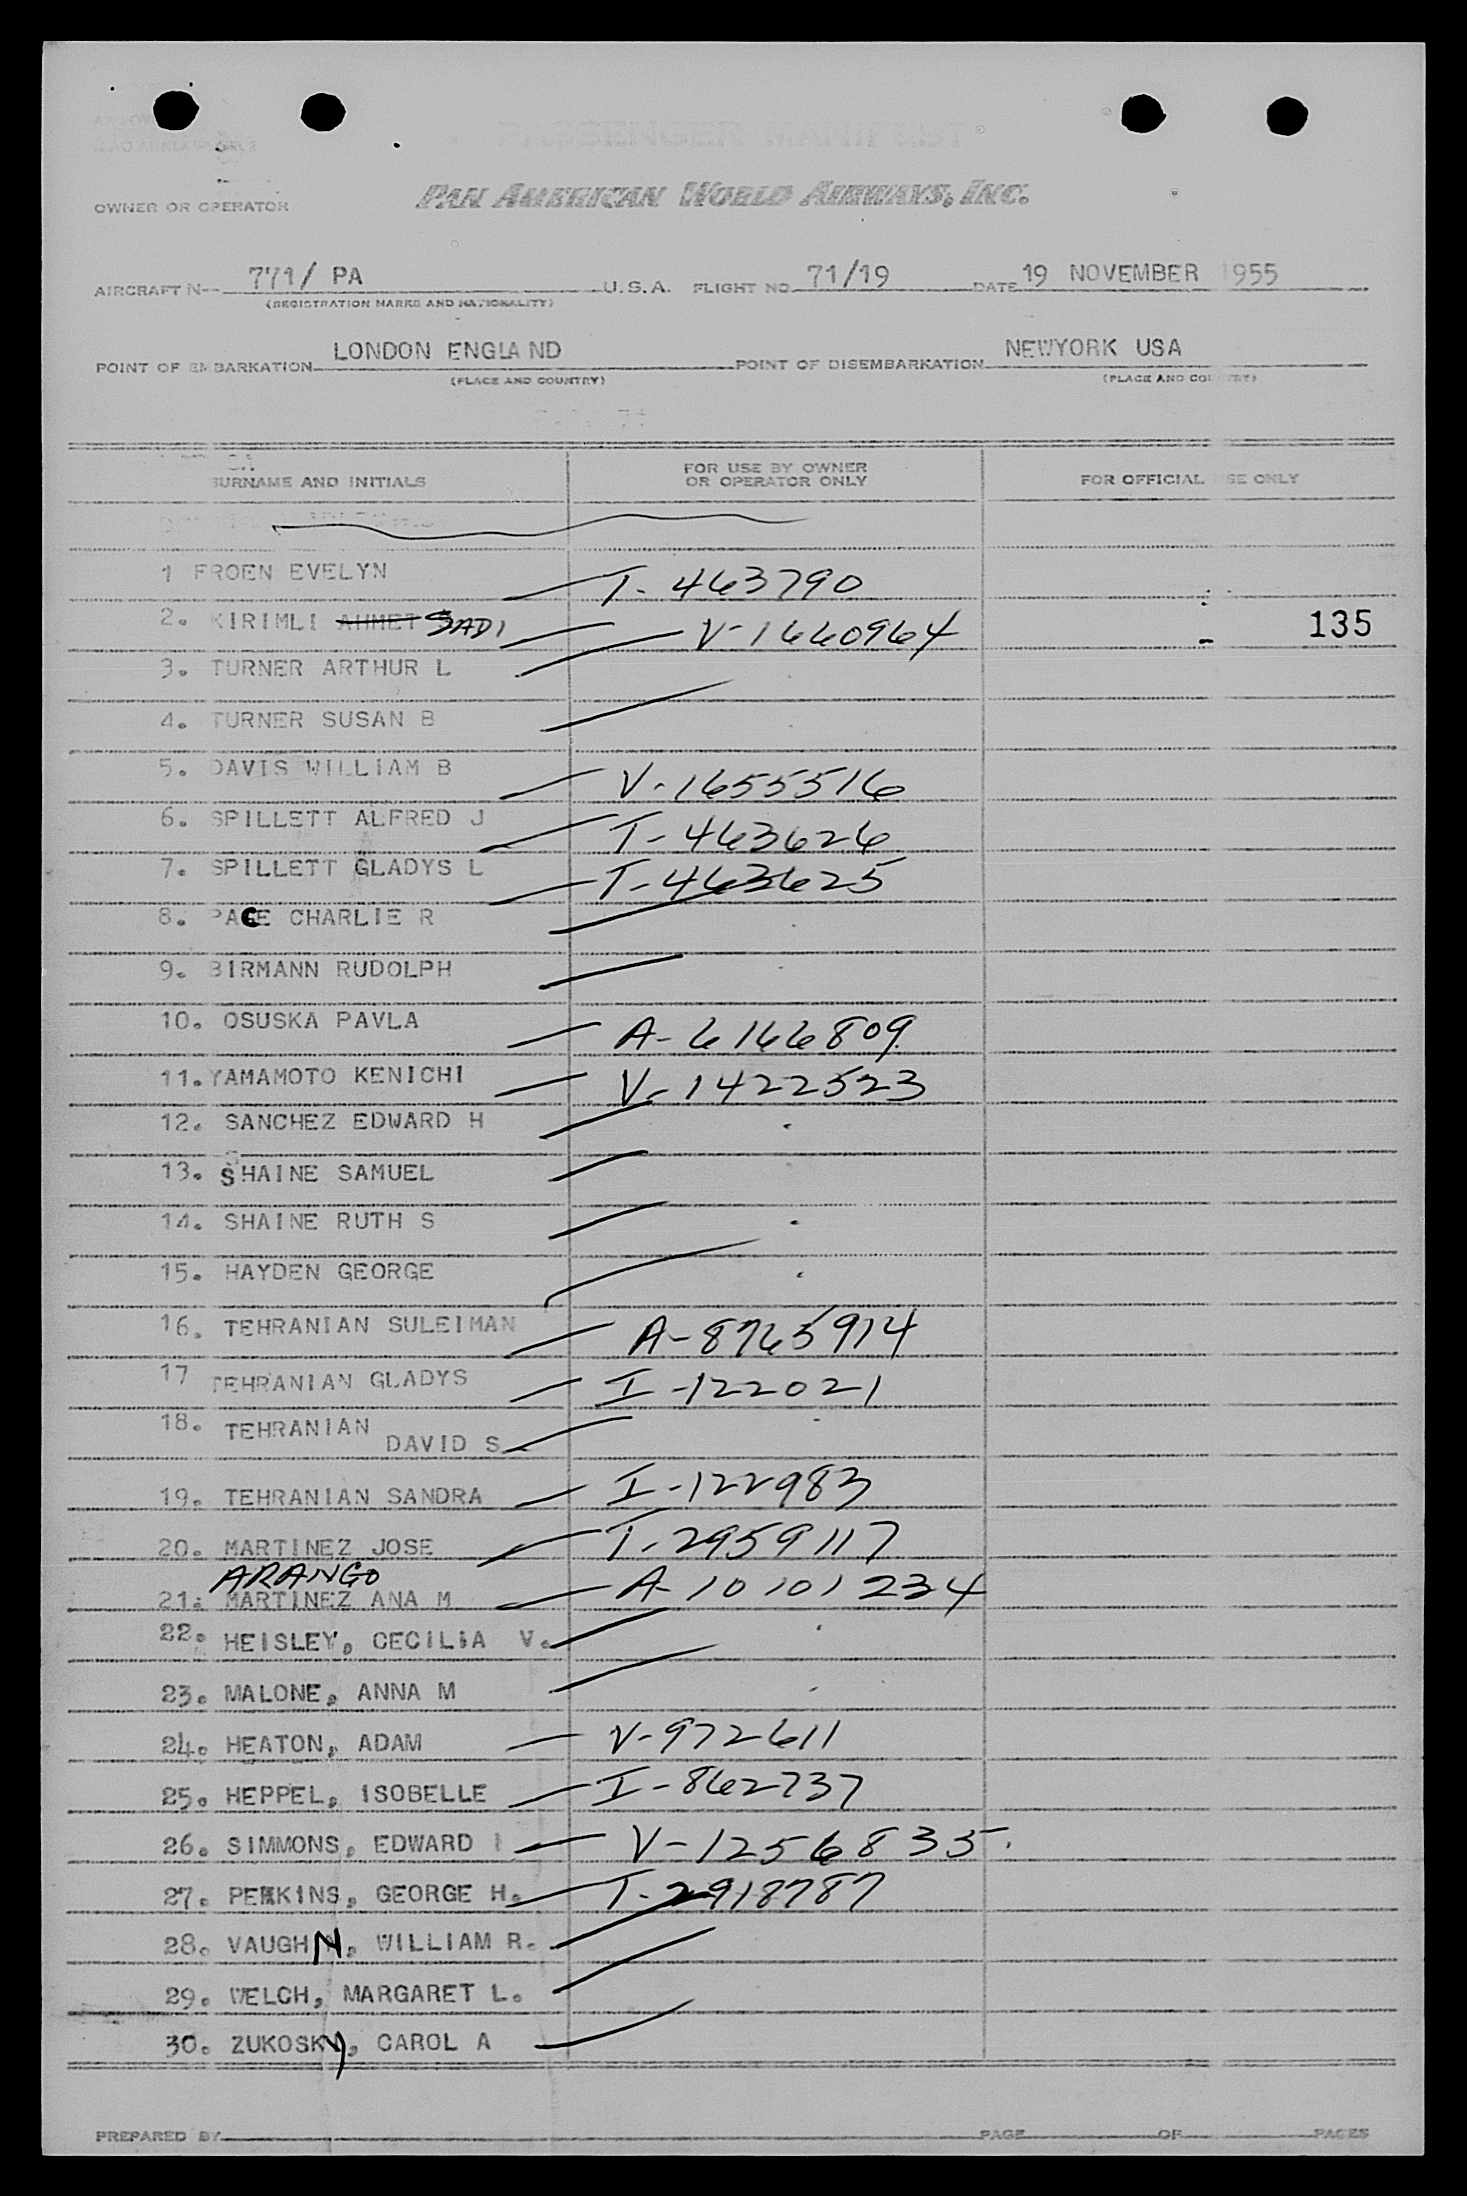 OWNER OR OPERATOR
PAN AMERICAN WORLD AIRWAYS, INC.
AIRCRAFT N-- 771/ PA U.S.A. FLIGHT NO. 71/19 DATE 19 NOVEMBER 1955
(REGISTRATION MARKS AND NATIONALITY)
POINT OF EMBARKATION LONDON ENGLAND POINT OF DISEMBARKATION NEWYORK USA
(PLACE AND COUNTRY) (PLACE AND COUNTRY)
SURNAME AND INITIALS FOR USE BY OWNER OR OPERATOR ONLY FOR OFFICIAL USE ONLY
1 FROEN EVELYN T-463790
2. KIRIMLI AHMET SADI V-1660964 135
3. TURNER ARTHUR L
4. TURNER SUSAN B
5. DAVIS WILLIAM B V-1655516
6. SPILLETT ALFRED J T-463626
7. SPILLETT GLADYS L T-463625
8. PACE CHARLIE R
9. BIRMANN RUDOLPH
10. OSUSKA PAVLA A-6166809
11. YAMAMOTO KENICHI V-1422523
12. SANCHEZ EDWARD H
13. SHAINE SAMUEL
14. SHAINE RUTH S
15. HAYDEN GEORGE
16. TEHRANIAN SULEIMAN A-8765914
17 TEHRANIAN GLADYS I-122021
18. TEHRANIAN
DAVID S
19. TEHRANIAN SANDRA I-122983
20. MARTINEZ JOSE T-2959117
ARANGO
21. MARTINEZ ANA M A-10101234
22. HEISLEY, CECILIA V.
23. MALONE, ANNA M
24. HEATON, ADAM V-972611
25. HEPPEL, ISOBELLE I-862737
26. SIMMONS, EDWARD I V-1256835
27. PERKINS, GEORGE H. T-2918787
28. VAUGHN, WILLIAM R.
29. WELCH, MARGARET L.
30. ZUKOSKY, CAROL A
PREPARED BY PAGE OF PAGES